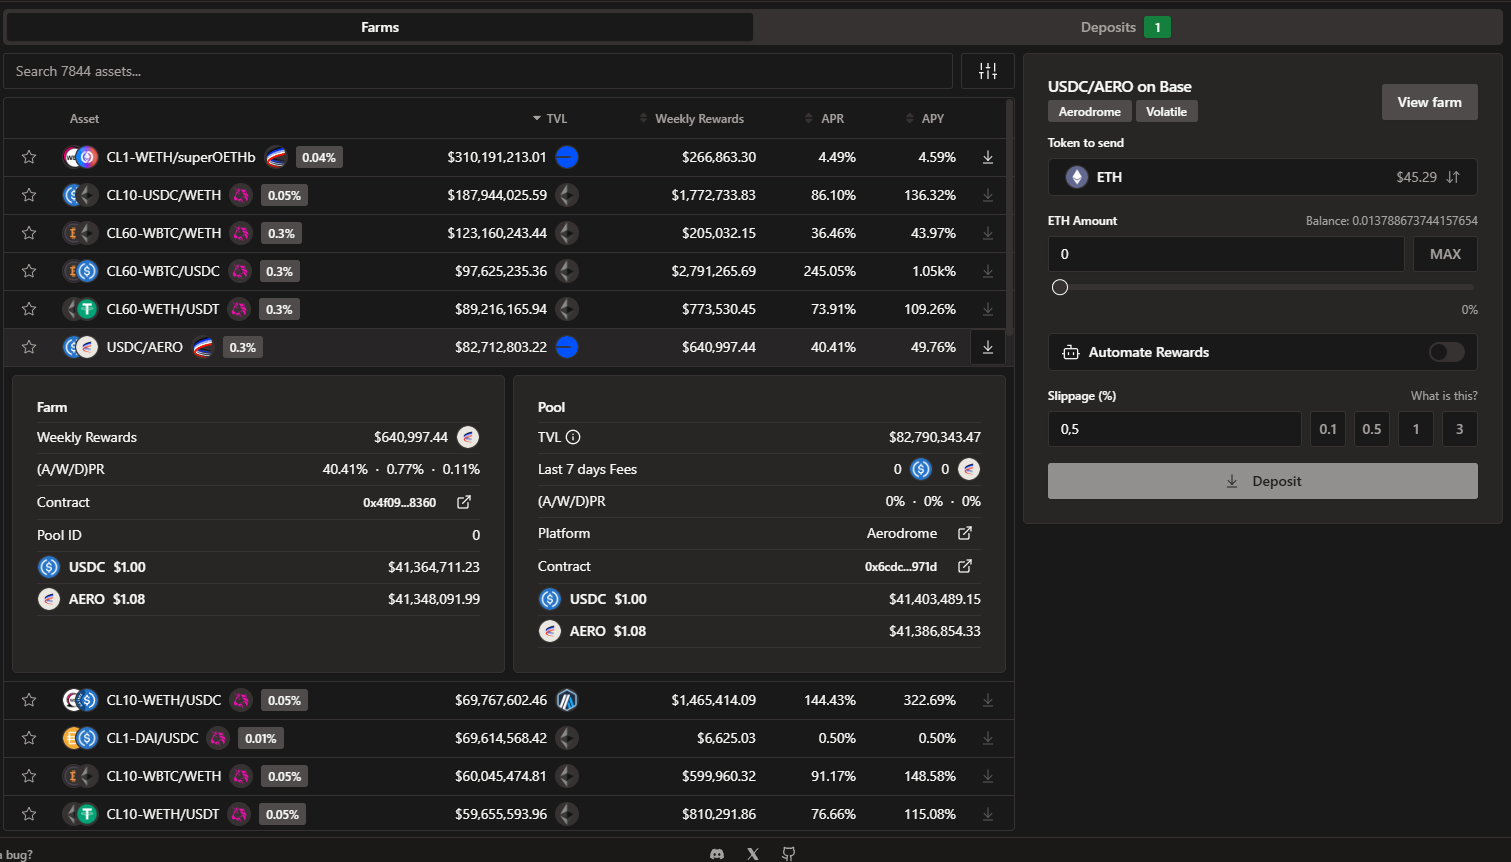 Farms
Deposits 1
Search 7844 assets...
Asset TVL Weekly Rewards APR APY
CL1-WETH/superOETHb 0.04% $310,191,213.01 $266,863.30 4.49% 4.59%
CL10-USDC/WETH 0.05% $187,944,025.59 $1,772,733.83 86.10% 136.32%
CL60-WBTC/WETH 0.3% $123,160,243.44 $205,032.15 36.46% 43.97%
CL60-WBTC/USDC 0.3% $97,625,235.36 $2,791,265.69 245.05% 1.05k%
CL60-WETH/USDT 0.3% $89,216,165.94 $773,530.45 73.91% 109.26%
USDC/AERO 0.3% $82,712,803.22 $640,997.44 40.41% 49.76%
Farm
Weekly Rewards $640,997.44
(A/W/D)PR 40.41% · 0.77% · 0.11%
Contract 0x4f09...8360
Pool ID 0
USDC $1.00 $41,364,711.23
AERO $1.08 $41,348,091.99
Pool
TVL $82,790,343.47
Last 7 days Fees 0 0
(A/W/D)PR 0% · 0% · 0%
Platform Aerodrome
Contract 0x6cdc...971d
USDC $1.00 $41,403,489.15
AERO $1.08 $41,386,854.33
CL10-WETH/USDC 0.05% $69,767,602.46 $1,465,414.09 144.43% 322.69%
CL1-DAI/USDC 0.01% $69,614,568.42 $6,625.03 0.50% 0.50%
CL10-WBTC/WETH 0.05% $60,045,474.81 $599,960.32 91.17% 148.58%
CL10-WETH/USDT 0.05% $59,655,593.96 $810,291.86 76.66% 115.08%
USDC/AERO on Base
Aerodrome Volatile
View farm
Token to send
ETH $45.29
ETH Amount Balance: 0.013788673744157654
0 MAX
0%
Automate Rewards
Slippage (%) What is this?
0,5 0.1 0.5 1 3
Deposit
a bug?